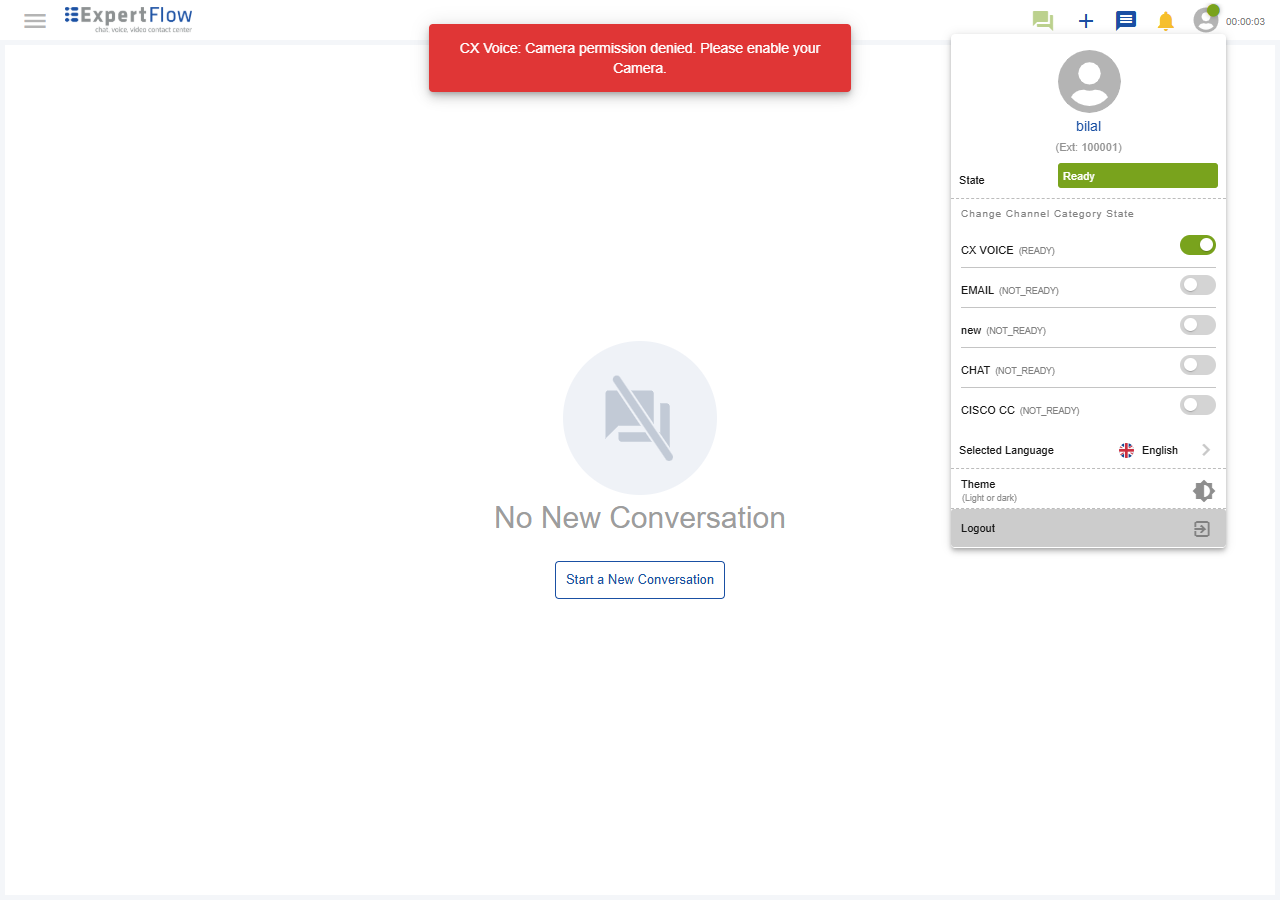 ExpertFlow
chat, voice, video contact center
00:00:03
CX Voice: Camera permission denied. Please enable your
Camera.
bilal
(Ext: 100001)
State
Ready
Change Channel Category State
CX VOICE (READY)
EMAIL (NOT_READY)
new (NOT_READY)
CHAT (NOT_READY)
CISCO CC (NOT_READY)
Selected Language English
Theme
(Light or dark)
Logout
No New Conversation
Start a New Conversation